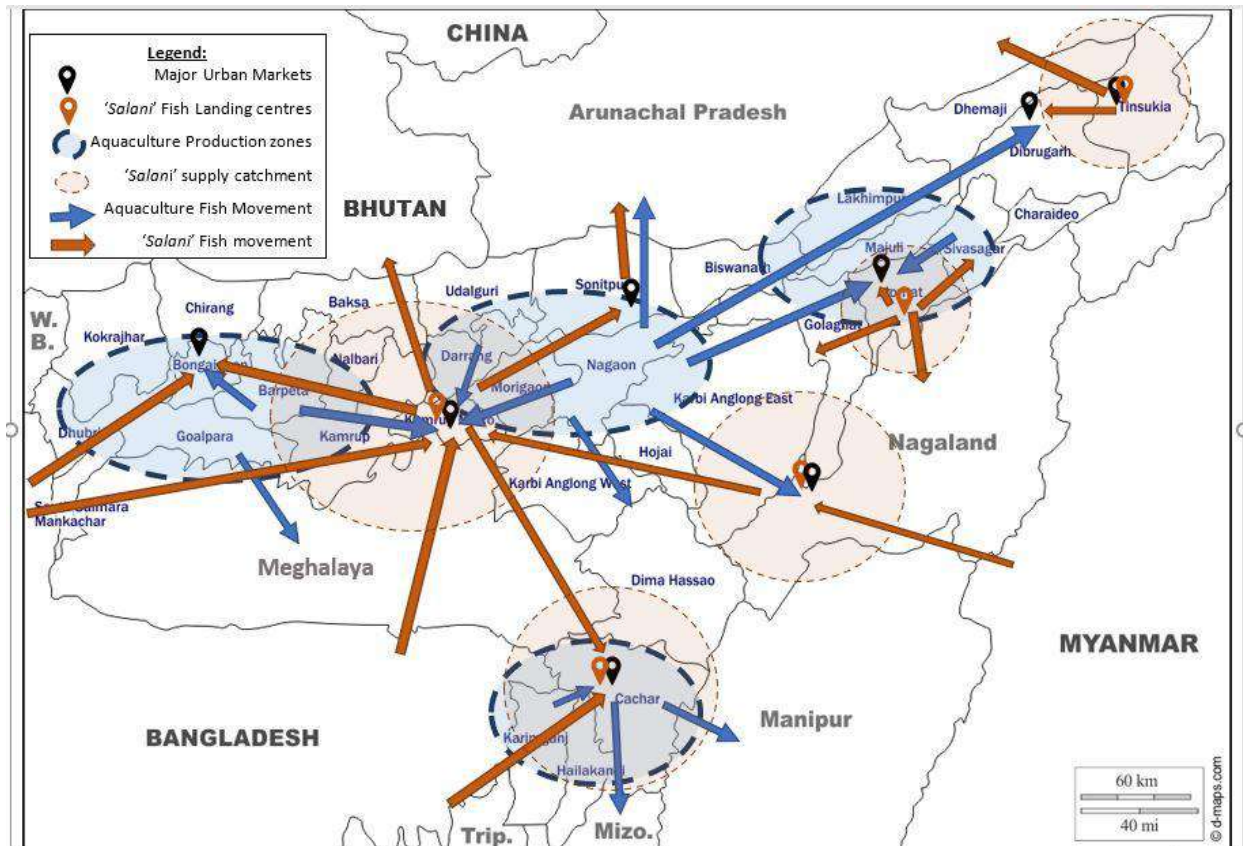 Legend:
Major Urban Markets
'Salani' Fish Landing centres
Aquaculture Production zones
'Salani' supply catchment
Aquaculture Fish Movement
'Salani' Fish movement
CHINA
Arunachal Pradesh
Dhemaji
Tinsukia
Dibrugarh
Lakhimpur
Charaideo
BHUTAN
Majuli
Sivasagar
Biswanath
Sonitpur
Udalguri
Baksa
Chirang
Kokrajhar
W.
B.
Golaghat
Nalbari
Darrang
Nagaon
Barpeta
Morigaon
Karbi Anglong East
Dhubri
Goalpara
Kamrup
Nagaland
Hojai
Karbi Anglong West
Mankachar
Meghalaya
Dima Hassao
MYANMAR
Cachar
Manipur
BANGLADESH
Hailakandi
Trip.
Mizo.
60 km
40 mi
© d-maps.com